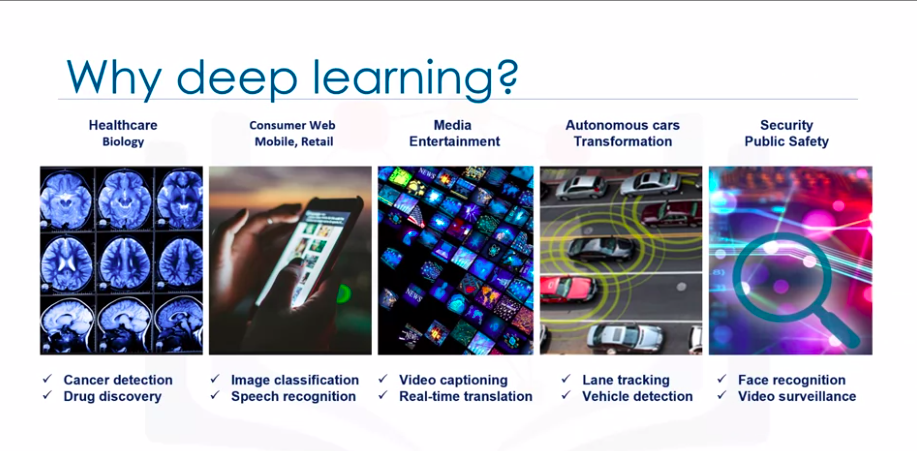 Why deep learning?
Healthcare
Biology
Consumer Web
Mobile, Retail
Media
Entertainment
Autonomous cars
Transformation
Security
Public Safety
NEWS
NEWS
✓ Cancer detection
✓ Drug discovery
✓ Image classification
✓ Speech recognition
✓ Video captioning
✓ Real-time translation
✓ Lane tracking
✓ Vehicle detection
✓ Face recognition
✓ Video surveillance